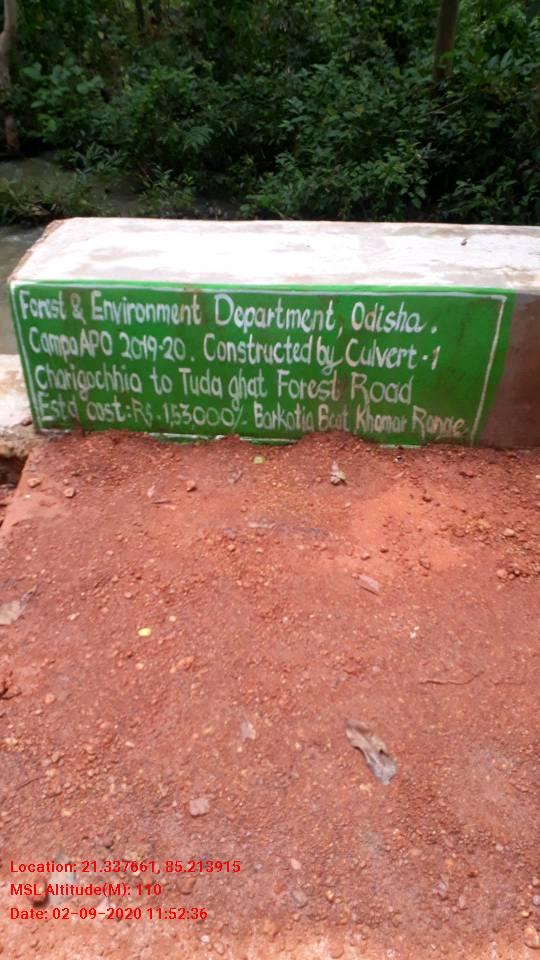 Forest & Environment Department, Odisha.
Campa APO 2019-20. Constructed by Culvert-1
Charigochhia to Tuda ghat Forest Road
Estd cost: Rs. 1,53000/- Barkotia Beat Khamar Range
Location: 21.337661, 85.213915
MSL Altitude(M): 110
Date: 02-09-2020 11:52:36